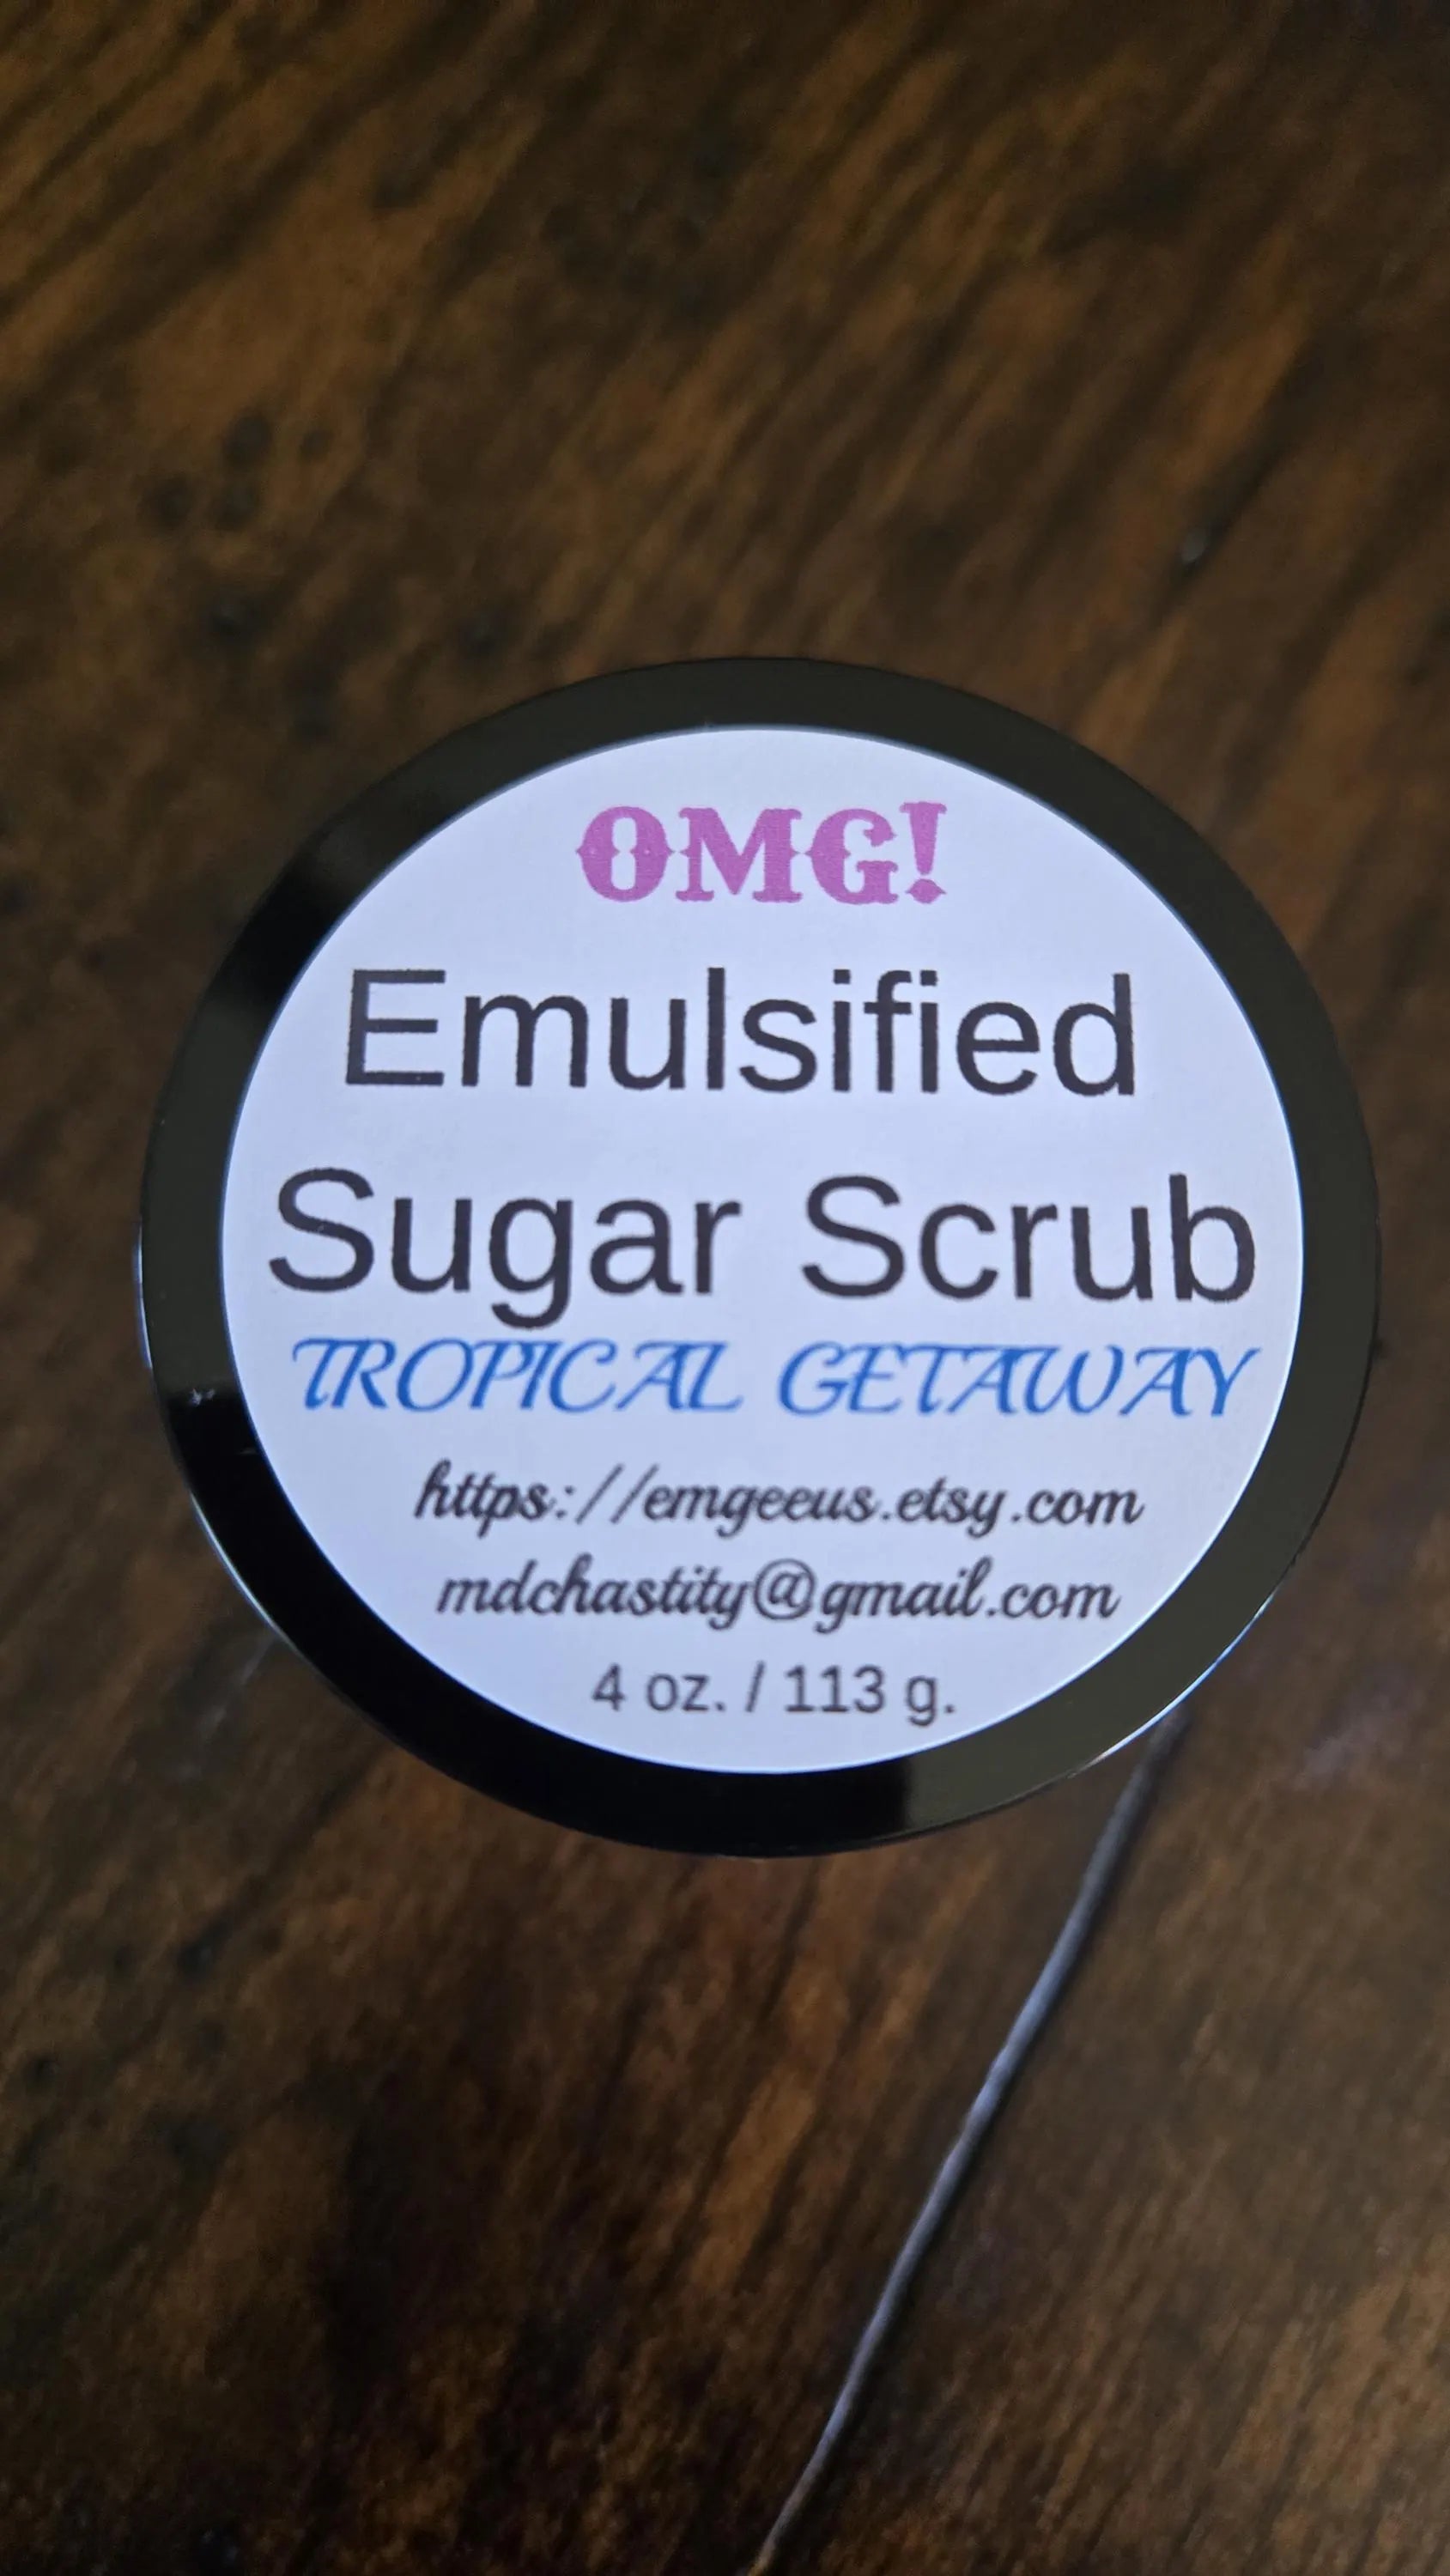 OMG!
Emulsified
Sugar Scrub
TROPICAL GETAWAY
https://emgeeus.etsy.com
mdchastity@gmail.com
4 oz. / 113 g.